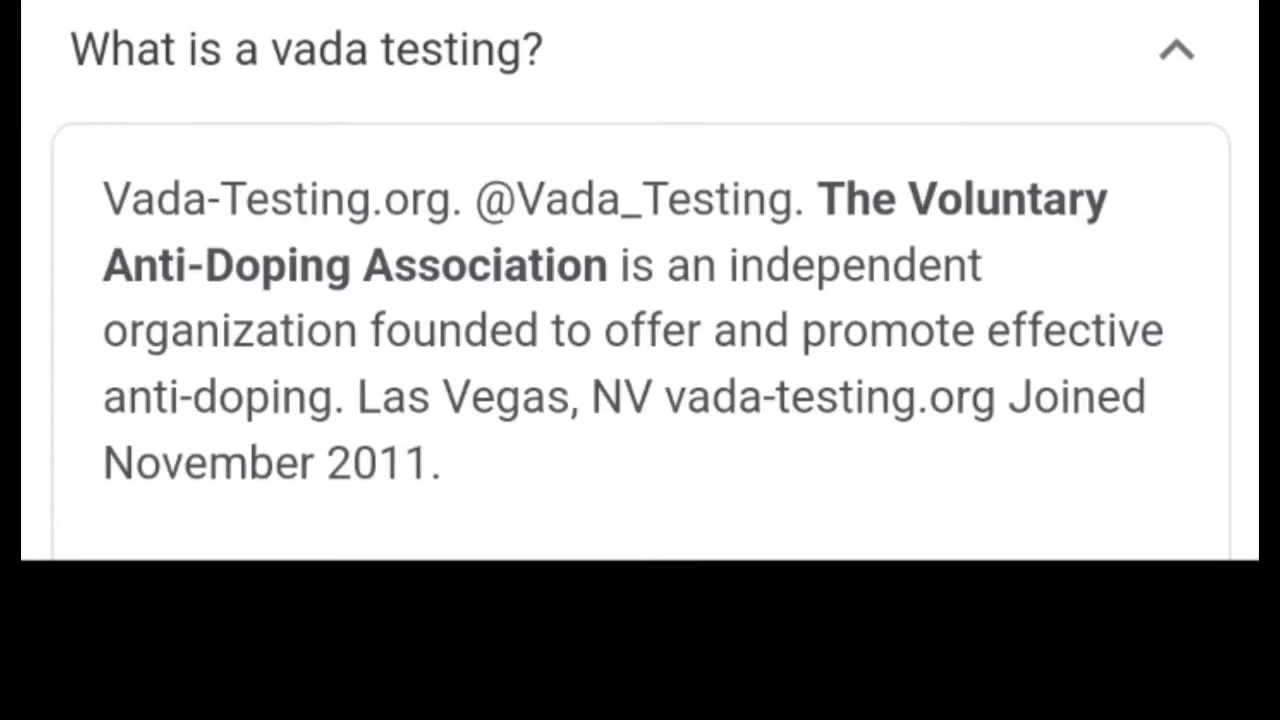 What is a vada testing?
Vada-Testing.org. @Vada_Testing. The Voluntary
Anti-Doping Association is an independent
organization founded to offer and promote effective
anti-doping. Las Vegas, NV vada-testing.org Joined
November 2011.